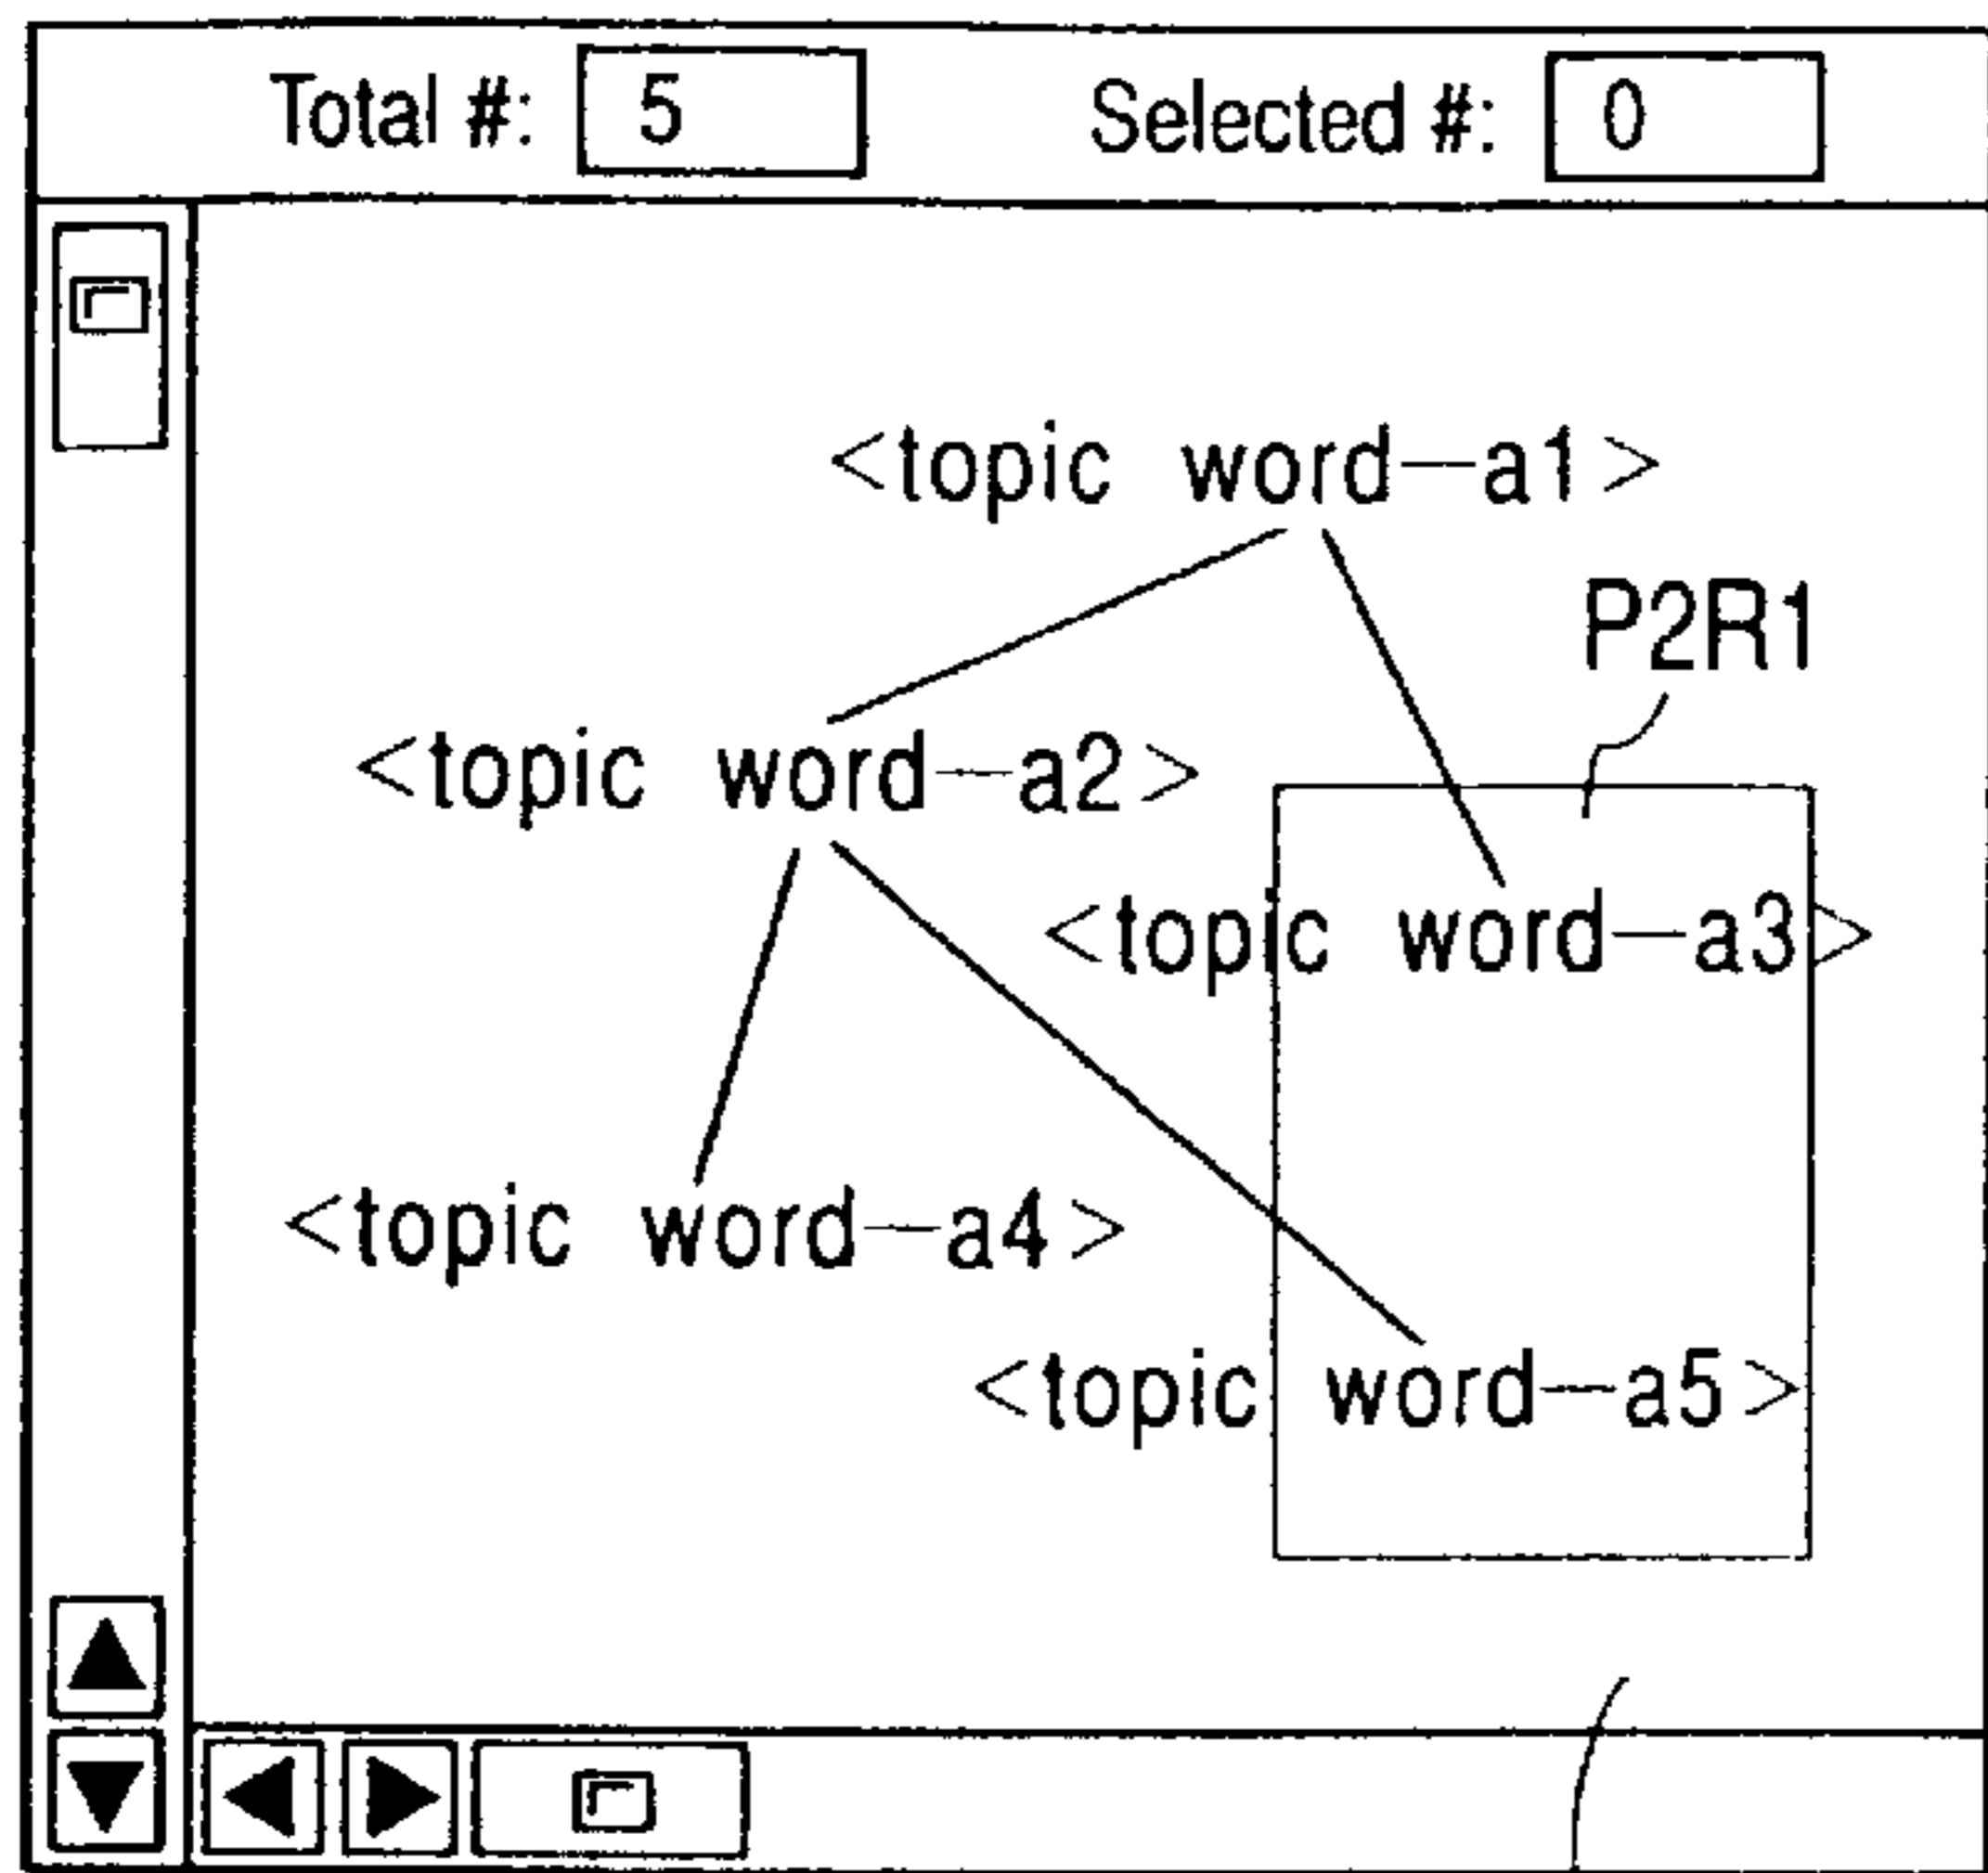 Total #: 5 Selected #: 0
<topic word—a1>
P2R1
<topic word—a2>
<topic word—a3>
<topic word—a4>
<topic word—a5>